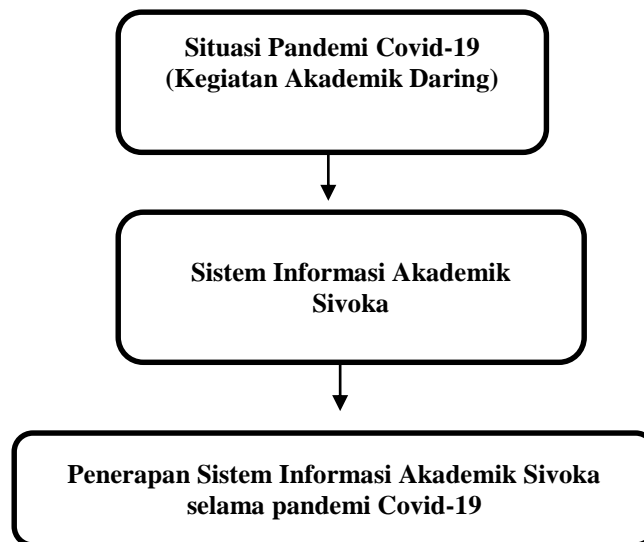 Situasi Pandemi Covid-19
(Kegiatan Akademik Daring)
Sistem Informasi Akademik
Sivoka
Penerapan Sistem Informasi Akademik Sivoka
selama pandemi Covid-19